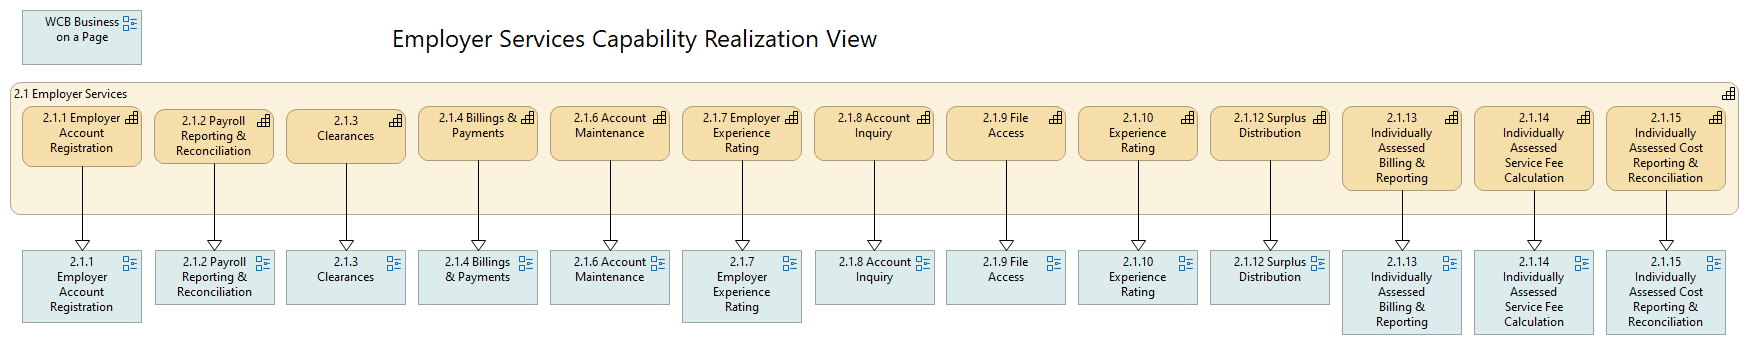 WCB Business
on a Page
Employer Services Capability Realization View
2.1 Employer Services
2.1.1 Employer
Account
Registration
2.1.2 Payroll
Reporting &
Reconciliation
2.1.3
Clearances
2.1.4 Billings &
Payments
2.1.6 Account
Maintenance
2.1.7 Employer
Experience
Rating
2.1.8 Account
Inquiry
2.1.9 File
Access
2.1.10
Experience
Rating
2.1.12 Surplus
Distribution
2.1.13
Individually
Assessed
Billing &
Reporting
2.1.14
Individually
Assessed
Service Fee
Calculation
2.1.15
Individually
Assessed Cost
Reporting &
Reconciliation
2.1.1
Employer
Account
Registration
2.1.2 Payroll
Reporting &
Reconciliation
2.1.3
Clearances
2.1.4 Billings
& Payments
2.1.6 Account
Maintenance
2.1.7
Employer
Experience
Rating
2.1.8 Account
Inquiry
2.1.9 File
Access
2.1.10
Experience
Rating
2.1.12 Surplus
Distribution
2.1.13
Individually
Assessed
Billing &
Reporting
2.1.14
Individually
Assessed
Service Fee
Calculation
2.1.15
Individually
Assessed Cost
Reporting &
Reconciliation